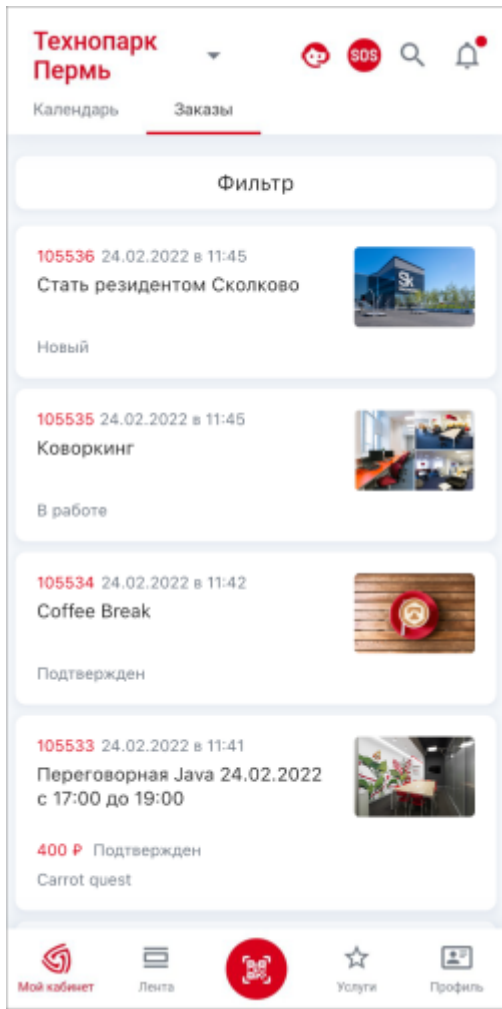 Технопарк
Пермь
SOS
Календарь Заказы
Фильтр
105536 24.02.2022 в 11:45
Стать резидентом Сколково
Sk
Новый
105535 24.02.2022 в 11:45
Коворкинг
В работе
105534 24.02.2022 в 11:42
Coffee Break
Подтвержден
105533 24.02.2022 в 11:41
Переговорная Java 24.02.2022
с 17:00 до 19:00
400 ₽ Подтвержден
Carrot quest
Мой кабинет Лента Услуги Профиль